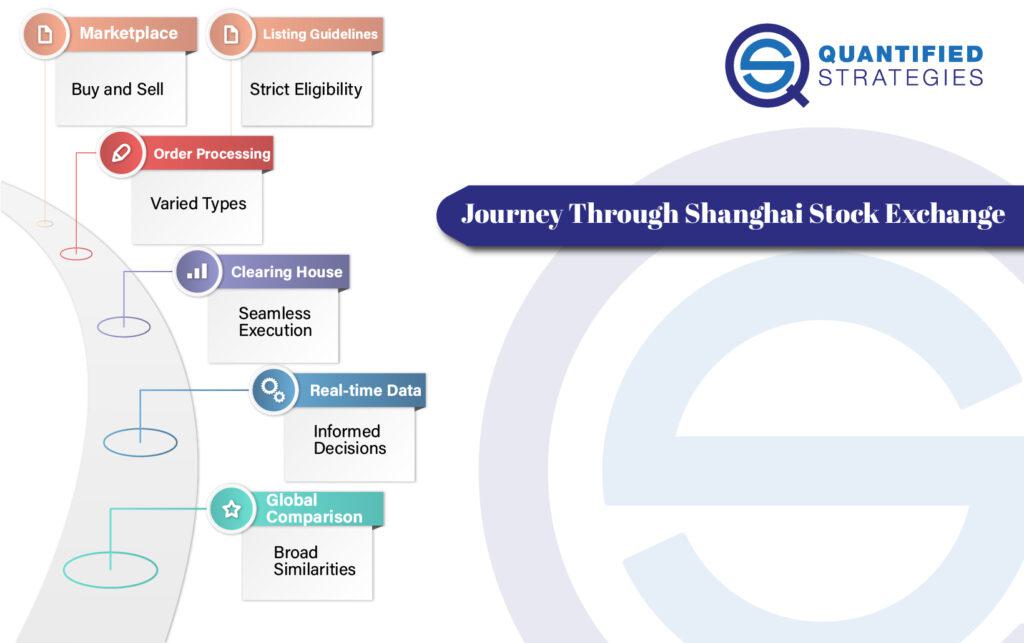 Marketplace
Buy and Sell
Listing Guidelines
Strict Eligibility
Order Processing
Varied Types
Clearing House
Seamless
Execution
Real-time Data
Informed
Decisions
Global
Comparison
Broad
Similarities
QUANTIFIED
STRATEGIES
Journey Through Shanghai Stock Exchange